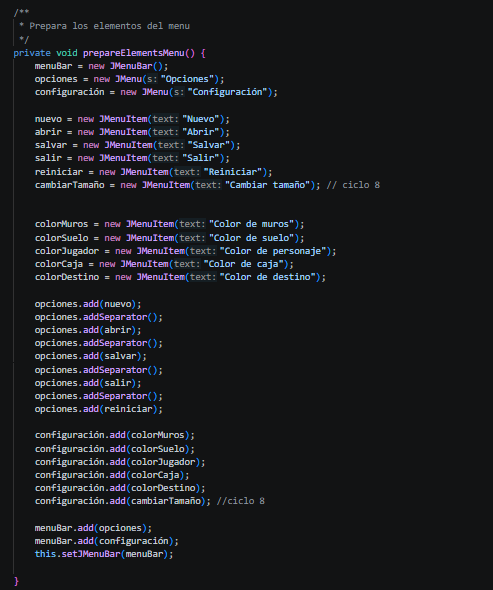 /**
 * Prepara los elementos del menu
 */
private void prepareElementsMenu() {
    menuBar = new JMenuBar();
    opciones = new JMenu(s: "Opciones");
    configuración = new JMenu(s: "Configuración");

    nuevo = new JMenuItem(text: "Nuevo");
    abrir = new JMenuItem(text: "Abrir");
    salvar = new JMenuItem(text: "Salvar");
    salir = new JMenuItem(text: "Salir");
    reiniciar = new JMenuItem(text: "Reiniciar");
    cambiarTamaño = new JMenuItem(text: "Cambiar tamaño"); // ciclo 8

    colorMuros = new JMenuItem(text: "Color de muros");
    colorSuelo = new JMenuItem(text: "Color de suelo");
    colorJugador = new JMenuItem(text: "Color de personaje");
    colorCaja = new JMenuItem(text: "Color de caja");
    colorDestino = new JMenuItem(text: "Color de destino");

    opciones.add(nuevo);
    opciones.addSeparator();
    opciones.add(abrir);
    opciones.addSeparator();
    opciones.add(salvar);
    opciones.addSeparator();
    opciones.add(salir);
    opciones.addSeparator();
    opciones.add(reiniciar);

    configuración.add(colorMuros);
    configuración.add(colorSuelo);
    configuración.add(colorJugador);
    configuración.add(colorCaja);
    configuración.add(colorDestino);
    configuración.add(cambiarTamaño); //ciclo 8

    menuBar.add(opciones);
    menuBar.add(configuración);
    this.setJMenuBar(menuBar);

}